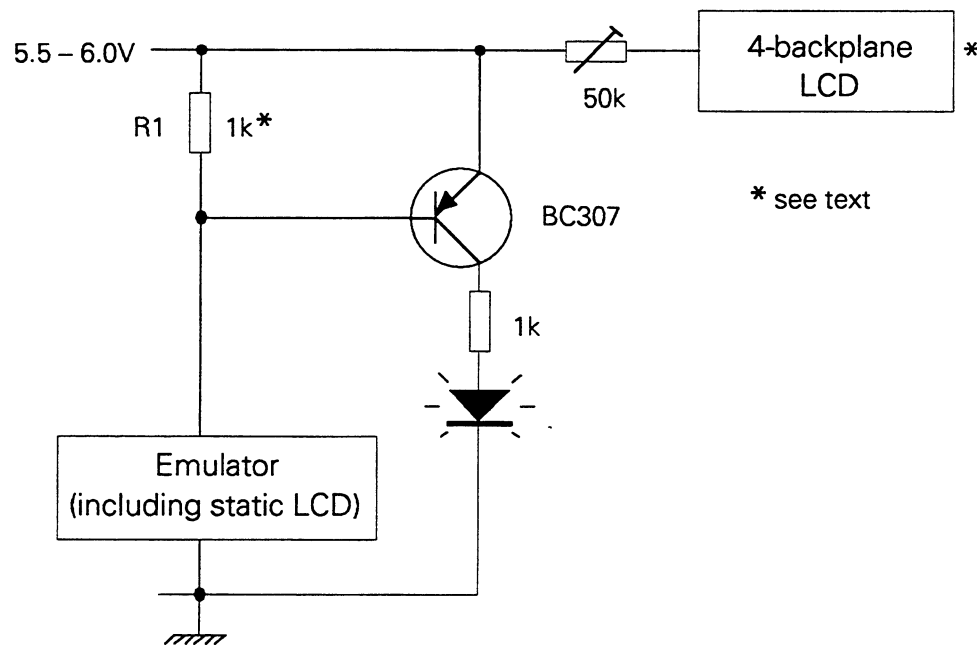 5.5 – 6.0V
R1
1k*
50k
4-backplane
LCD
*
* see text
BC307
1k
Emulator
(including static LCD)